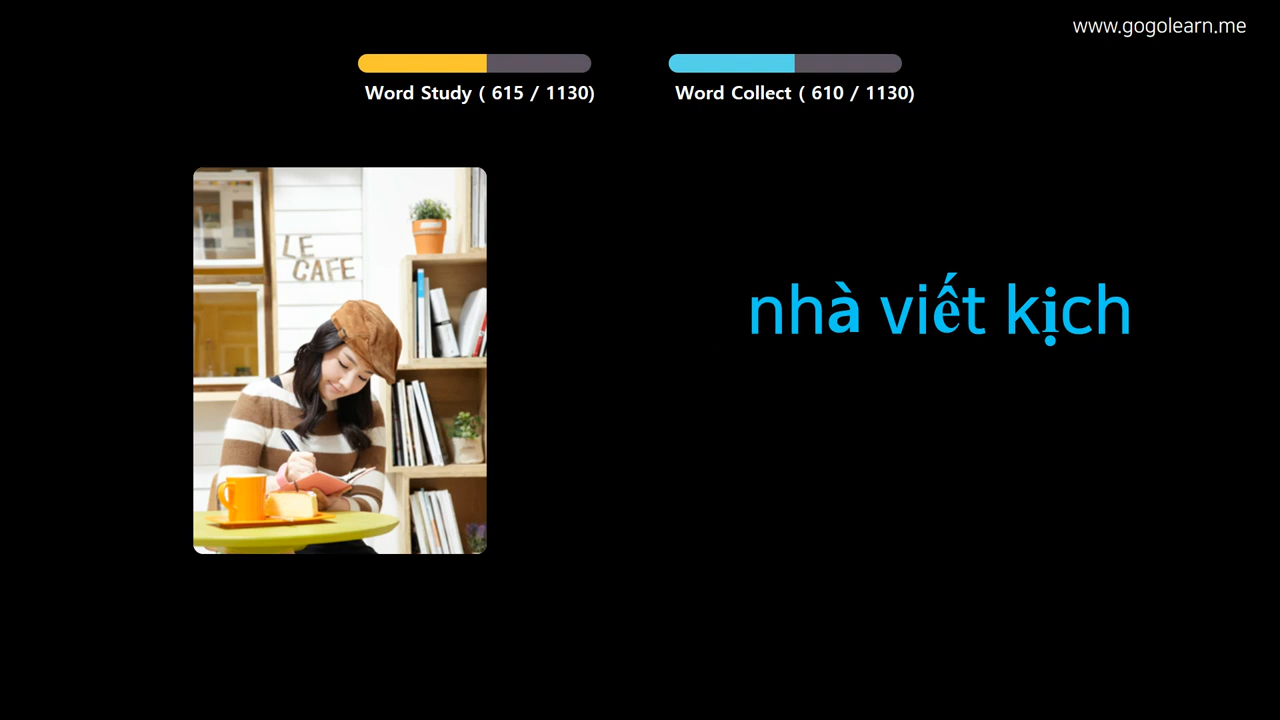 www.gogolearn.me
Word Study ( 615 / 1130)
Word Collect ( 610 / 1130)
LE
CAFE
nhà viết kịch